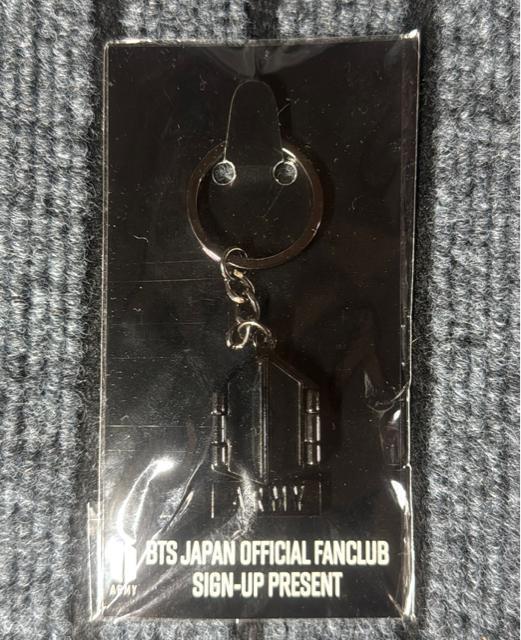 ARMY
BTS JAPAN OFFICIAL FANCLUB
SIGN-UP PRESENT
ARMY